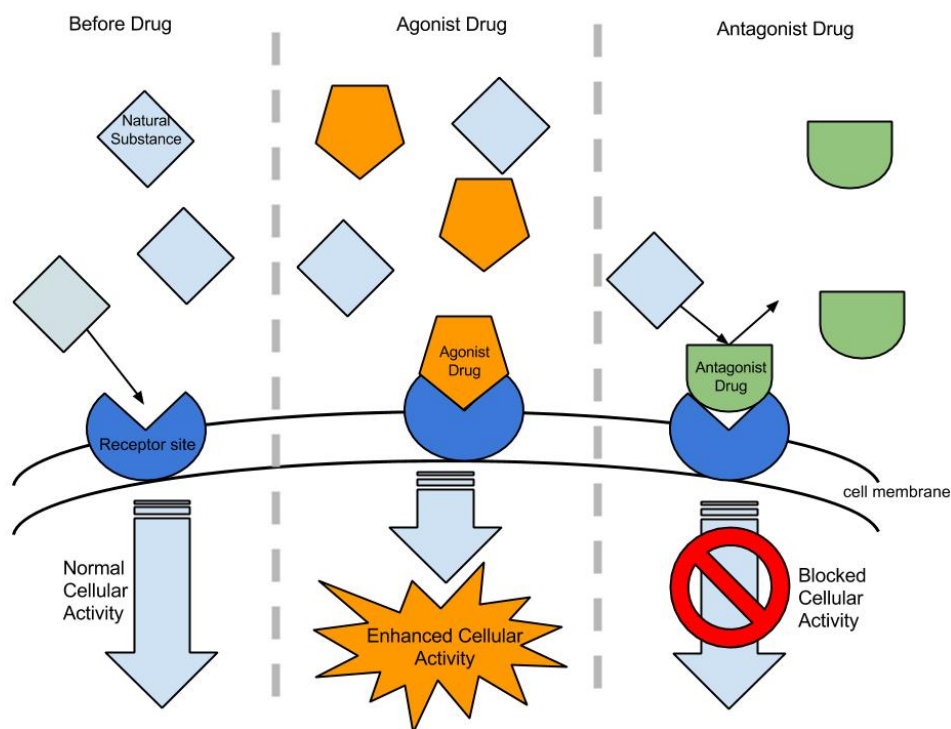 Before Drug
Agonist Drug
Antagonist Drug
Natural
Substance
Agonist
Drug
Antagonist
Drug
Receptor site
cell membrane
Normal
Cellular
Activity
Enhanced Cellular
Activity
Blocked
Cellular
Activity